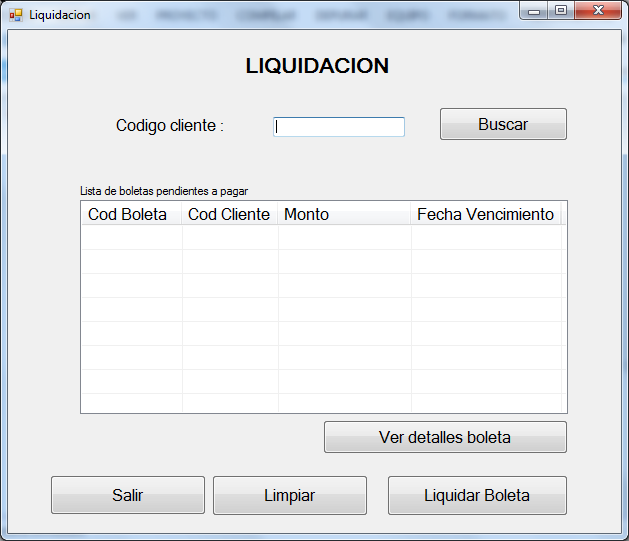 Liquidacion
LIQUIDACION
Codigo cliente :
Buscar
Lista de boletas pendientes a pagar
Cod Boleta Cod Cliente Monto Fecha Vencimiento
Ver detalles boleta
Salir Limpiar Liquidar Boleta